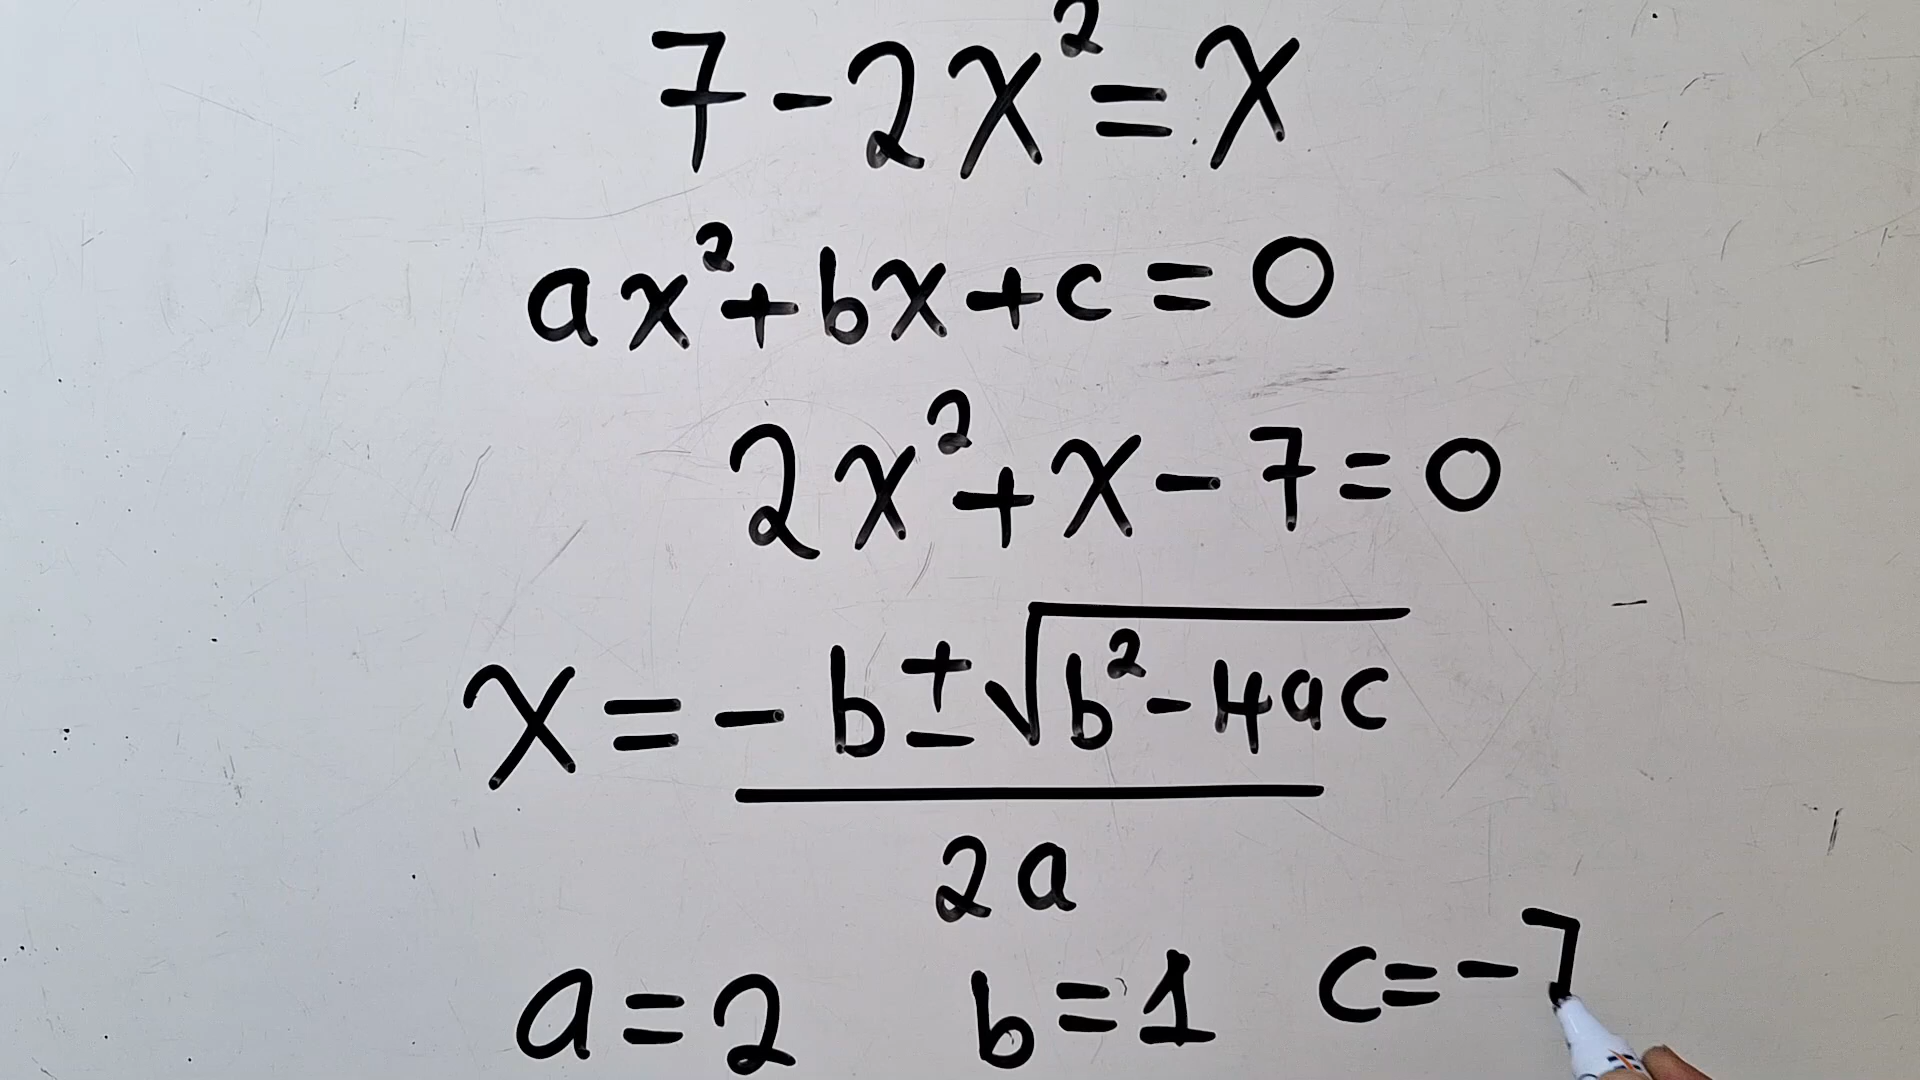 7-2x²=x
ax²+bx+c=0
2x²+x-7=0
x=-b±√b²-4ac
2a
a=2 b=1 c=-7